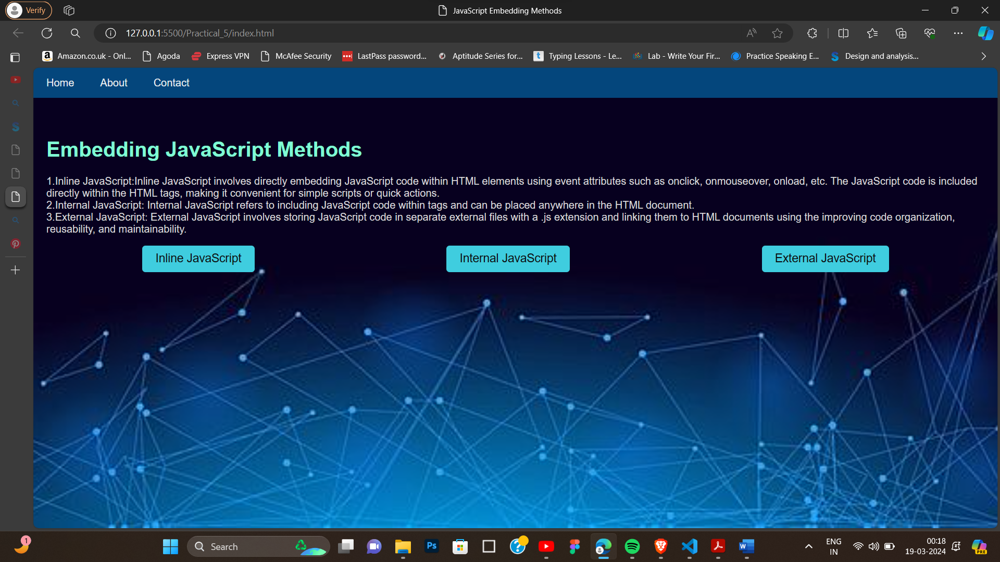 Verify
JavaScript Embedding Methods
127.0.0.1:5500/Practical_5/index.html
Amazon.co.uk - Onl... Agoda Express VPN McAfee Security LastPass password... Aptitude Series for... Typing Lessons - Le... Lab - Write Your Fir... Practice Speaking E... Design and analysis...
Home About Contact
Embedding JavaScript Methods
1.Inline JavaScript:Inline JavaScript involves directly embedding JavaScript code within HTML elements using event attributes such as onclick, onmouseover, onload, etc. The JavaScript code is included
directly within the HTML tags, making it convenient for simple scripts or quick actions.
2.Internal JavaScript: Internal JavaScript refers to including JavaScript code within tags and can be placed anywhere in the HTML document.
3.External JavaScript: External JavaScript involves storing JavaScript code in separate external files with a .js extension and linking them to HTML documents using the improving code organization,
reusability, and maintainability.
Inline JavaScript Internal JavaScript External JavaScript
1
Search
Ps
W
PRE
ENG
IN
00:18
19-03-2024